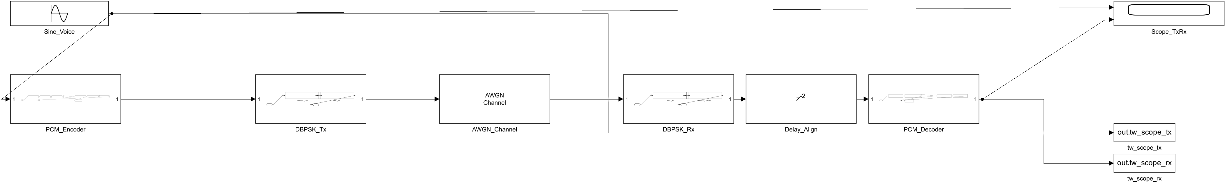 Sine_Voice
Scope_TxRx
1
1
1
1
AWGN
Channel
1
1
1
1
PCM_Encoder
DBPSK_Tx
AWGN_Channel
DBPSK_Rx
Delay_Align
PCM_Decoder
out.tw_scope_tx
tw_scope_tx
out.tw_scope_rx
tw_scope_rx